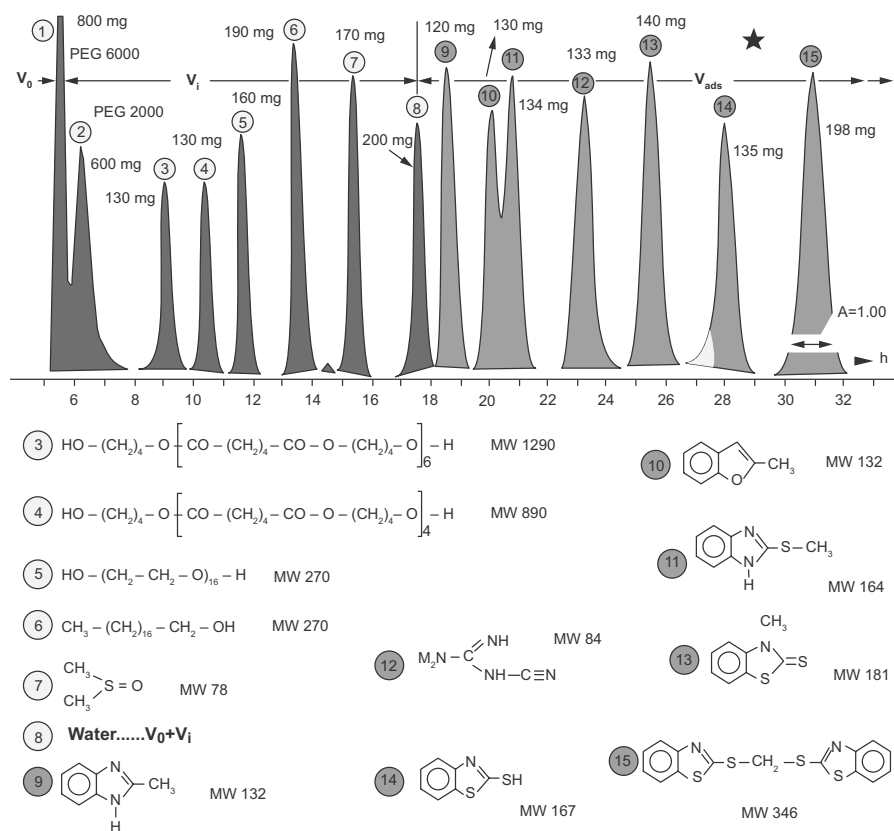 800 mg
190 mg
170 mg
120 mg
130 mg
140 mg
1
6
7
9
11
13
15
PEG 6000
133 mg
V₀
Vᵢ
V_ads
160 mg
PEG 2000
8
10
134 mg
12
14
2
5
130 mg
200 mg
198 mg
600 mg
3
4
135 mg
130 mg
A=1.00
h
6 8 10 12 14 16 18 20 22 24 26 28 30 32
3 HO – (CH₂)₄ – O [ CO – (CH₂)₄ – CO – O – (CH₂)₄ – O ]₆ – H MW 1290
10 O CH₃ MW 132
4 HO – (CH₂)₄ – O [ CO – (CH₂)₄ – CO – O – (CH₂)₄ – O ]₄ – H MW 890
11 N N H S – CH₃ MW 164
5 HO – (CH₂ – CH₂ – O)₁₆ – H MW 270
6 CH₃ – (CH₂)₁₆ – CH₂ – OH MW 270
12 M₂N – C NH NH – C≡N MW 84
13 CH₃ N S =S MW 181
7 CH₃ CH₃ S = O MW 78
8 Water......V₀+Vᵢ
9 N N H CH₃ MW 132
14 N S SH MW 167
15 N S S – CH₂ – S N S MW 346